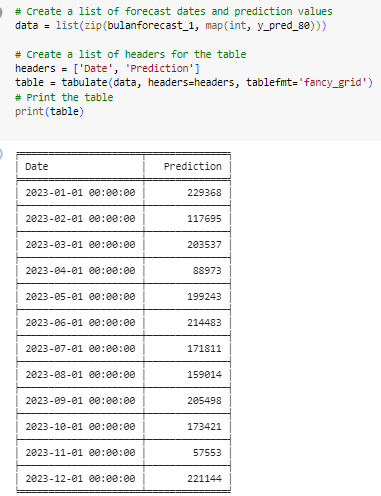 # Create a list of forecast dates and prediction values
data = list(zip(bulanforecast_1, map(int, y_pred_80)))
# Create a list of headers for the table
headers = ['Date', 'Prediction']
table = tabulate(data, headers=headers, tablefmt='fancy_grid')
# Print the table
print(table)
Date Prediction
2023-01-01 00:00:00 229368
2023-02-01 00:00:00 117695
2023-03-01 00:00:00 203537
2023-04-01 00:00:00 88973
2023-05-01 00:00:00 199243
2023-06-01 00:00:00 214483
2023-07-01 00:00:00 171811
2023-08-01 00:00:00 159014
2023-09-01 00:00:00 205498
2023-10-01 00:00:00 173421
2023-11-01 00:00:00 57553
2023-12-01 00:00:00 221144